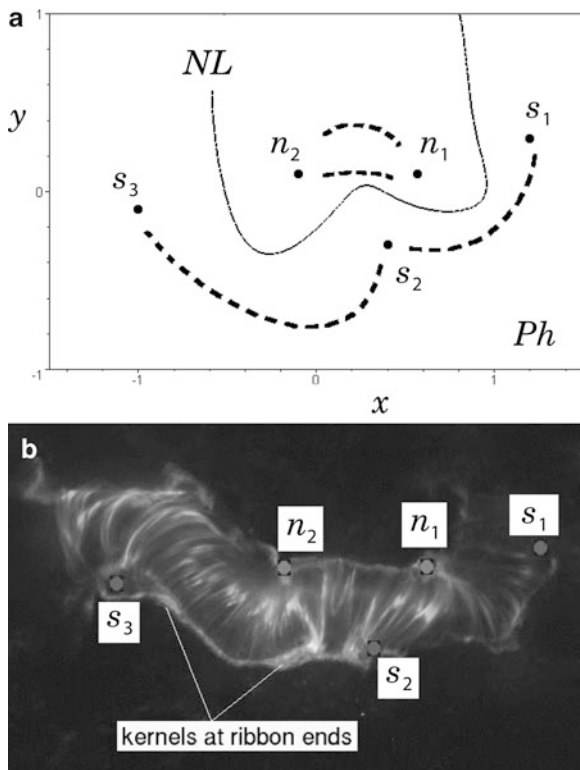 a
1
NL
y
n2
n1
s1
0
s3
s2
Ph
-1
-1
0
1
x
b
n2
n1
s1
s3
s2
kernels at ribbon ends